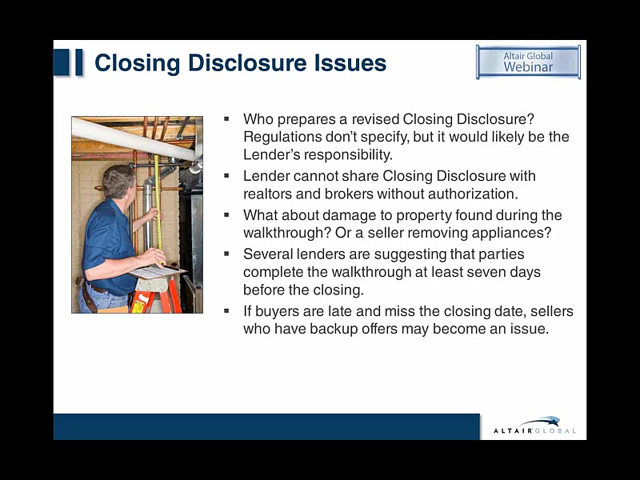 Closing Disclosure Issues
Altair Global
Webinar
▪ Who prepares a revised Closing Disclosure?
Regulations don't specify, but it would likely be the
Lender's responsibility.
▪ Lender cannot share Closing Disclosure with
realtors and brokers without authorization.
▪ What about damage to property found during the
walkthrough? Or a seller removing appliances?
▪ Several lenders are suggesting that parties
complete the walkthrough at least seven days
before the closing.
▪ If buyers are late and miss the closing date, sellers
who have backup offers may become an issue.
ALTAIR GLOBAL